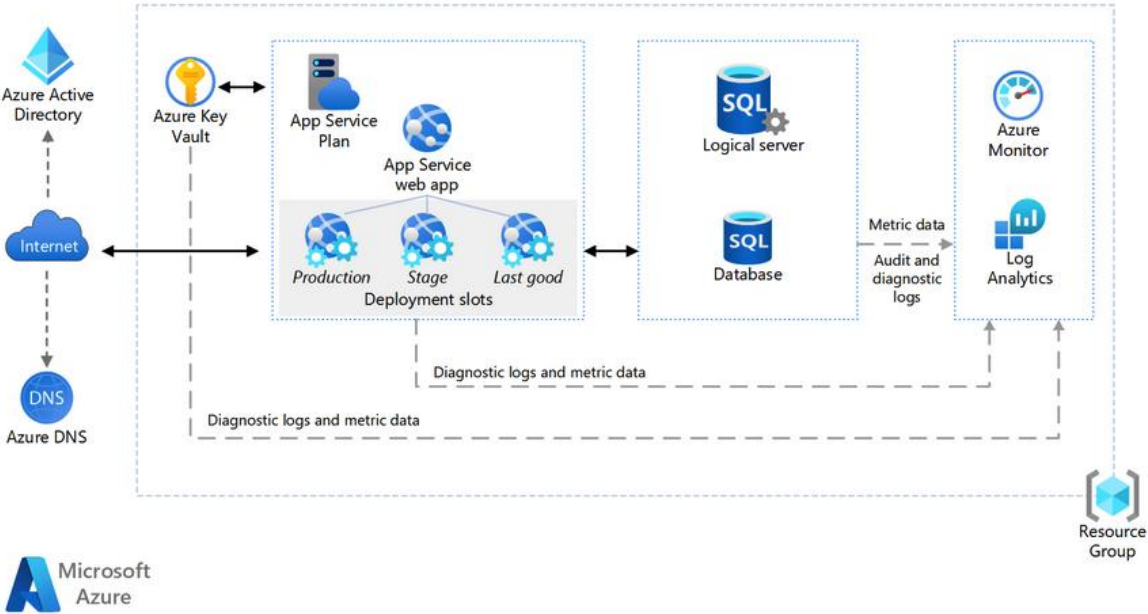 Azure Active
Directory
Internet
DNS
Azure DNS
Azure Key
Vault
App Service
Plan
App Service
web app
Production
Stage
Last good
Deployment slots
SQL
Logical server
SQL
Database
Metric data
Audit and
diagnostic
logs
Azure
Monitor
Log
Analytics
Diagnostic logs and metric data
Diagnostic logs and metric data
Resource
Group
Microsoft
Azure